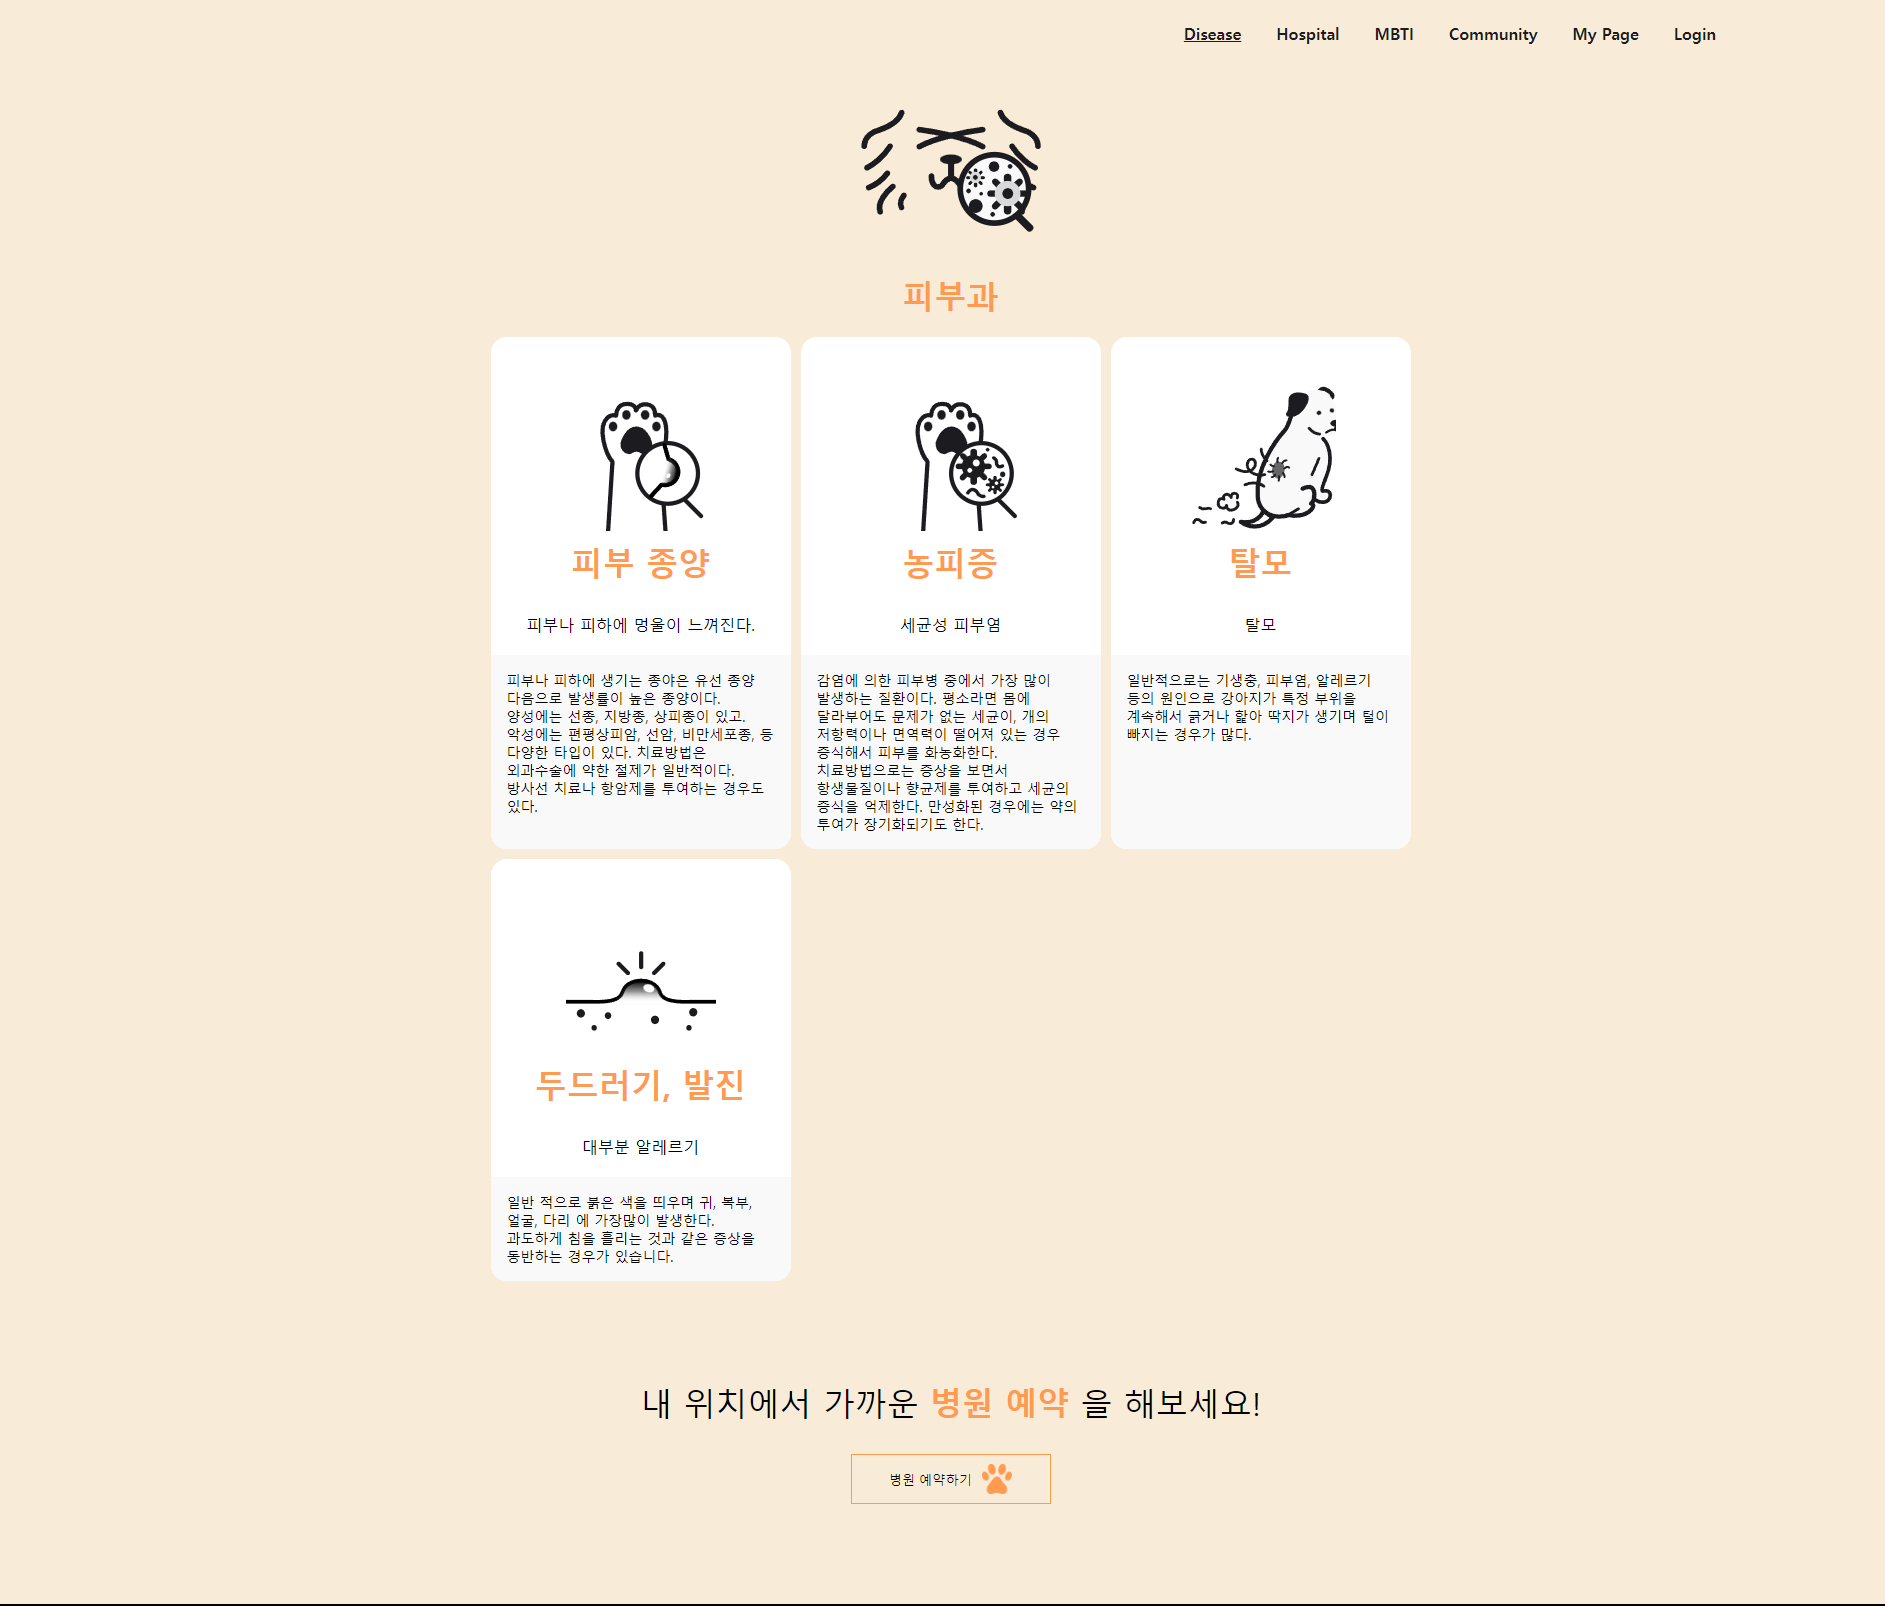 Disease Hospital MBTI Community My Page Login
피부과
피부 종양
피부나 피하에 멍울이 느껴진다.
피부나 피하에 생기는 종야은 유선 종양
다음으로 발생률이 높은 종양이다.
양성에는 선종, 지방종, 상피종이 있고.
악성에는 편평상피암, 선암, 비만세포종, 등
다양한 타입이 있다. 치료방법은
외과수술에 약한 절제가 일반적이다.
방사선 치료나 항암제를 투여하는 경우도
있다.
농피증
세균성 피부염
감염에 의한 피부병 중에서 가장 많이
발생하는 질환이다. 평소라면 몸에
달라부어도 문제가 없는 세균이, 개의
저항력이나 면역력이 떨어져 있는 경우
증식해서 피부를 화농화한다.
치료방법으로는 증상을 보면서
항생물질이나 향균제를 투여하고 세균의
증식을 억제한다. 만성화된 경우에는 약의
투여가 장기화되기도 한다.
탈모
탈모
일반적으로는 기생충, 피부염, 알레르기
등의 원인으로 강아지가 특정 부위를
계속해서 긁거나 핥아 딱지가 생기며 털이
빠지는 경우가 많다.
두드러기, 발진
대부분 알레르기
일반 적으로 붉은 색을 띄우며 귀, 복부,
얼굴, 다리 에 가장많이 발생한다.
과도하게 침을 흘리는 것과 같은 증상을
동반하는 경우가 있습니다.
내 위치에서 가까운 병원 예약 을 해보세요!
병원 예약하기